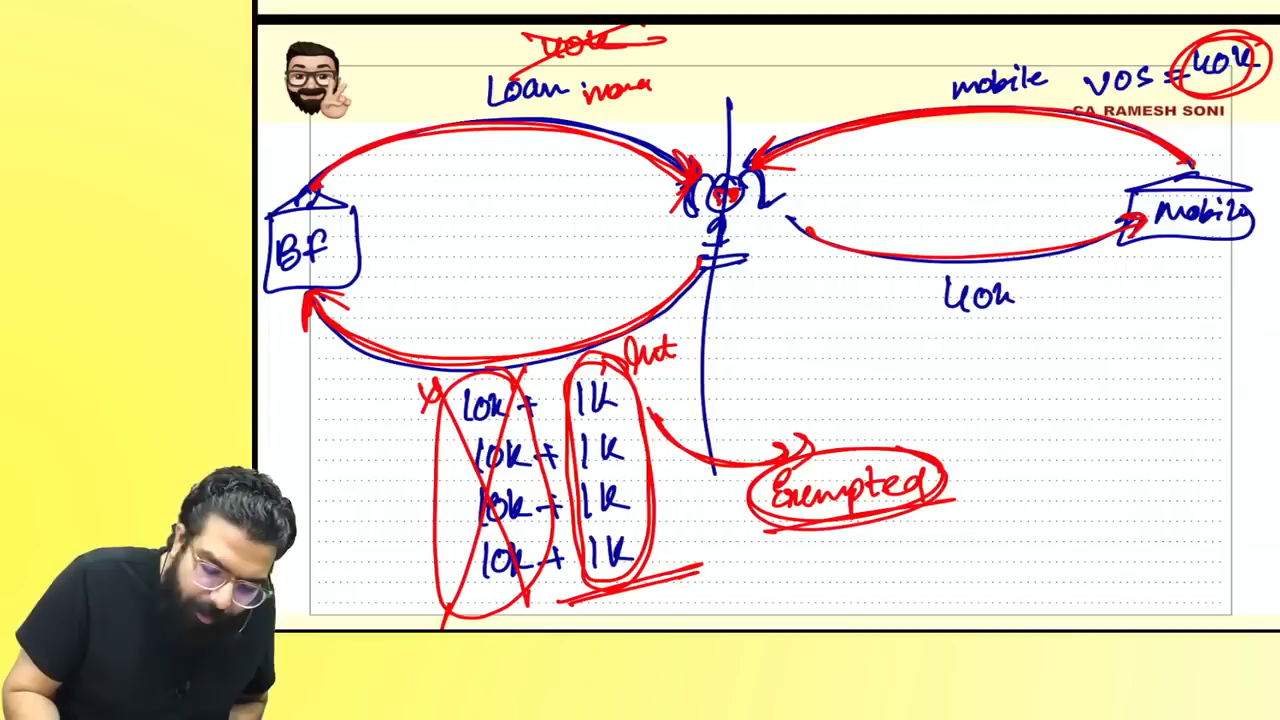 40k
Loan
mobile VOS = 40k
CA RAMESH SONI
BF
Mobile
40k
Int
10k + 1K
10k + 1K
10k + 1K
10k + 1K
Exempted